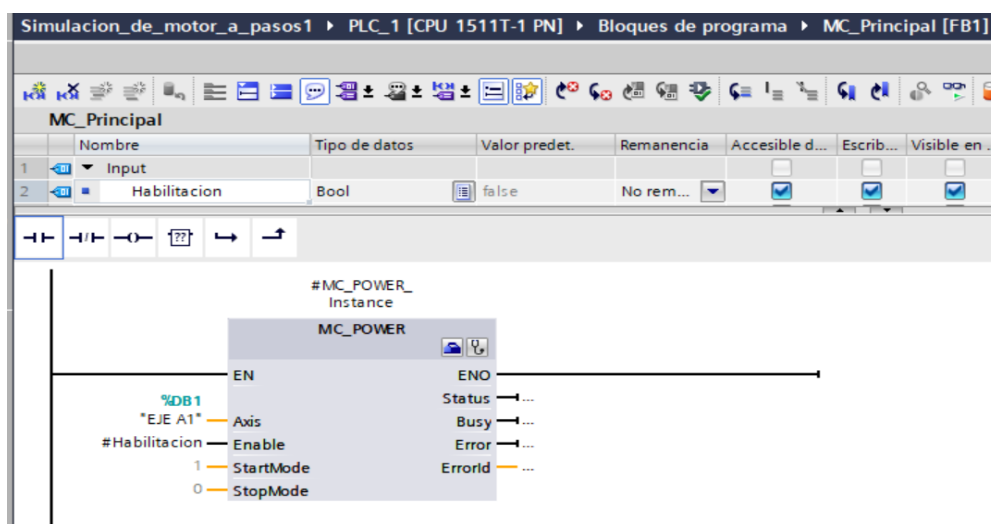 Simulacion_de_motor_a_pasos1 ▸ PLC_1 [CPU 1511T-1 PN] ▸ Bloques de programa ▸ MC_Principal [FB1]
MC_Principal
Nombre Tipo de datos Valor predet. Remanencia Accesible d... Escrib... Visible en ..
1 Input
2 Habilitacion Bool false No rem...
??
#MC_POWER_
Instance
MC_POWER
EN ENO
%DB1 Status ...
"EJE A1" Axis Busy ...
#Habilitacion Enable Error ...
1 StartMode ErrorId ...
0 StopMode